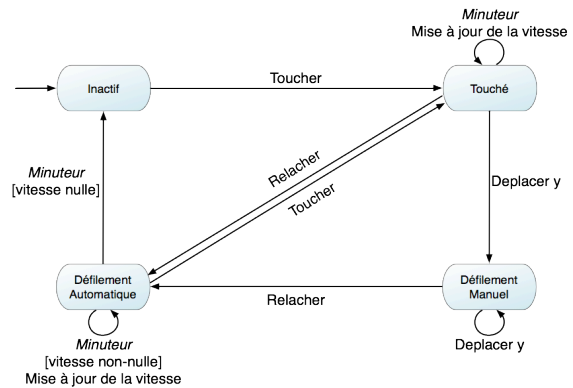 Minuteur
Mise à jour de la vitesse
Inactif
Toucher
Touché
Relacher
Toucher
Minuteur
[vitesse nulle]
Deplacer y
Défilement
Automatique
Relacher
Défilement
Manuel
Minuteur
[vitesse non-nulle]
Mise à jour de la vitesse
Deplacer y